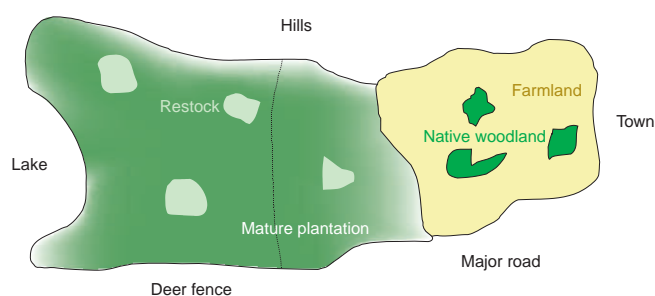 Hills
Farmland
Restock
Town
Native woodland
Lake
Mature plantation
Major road
Deer fence